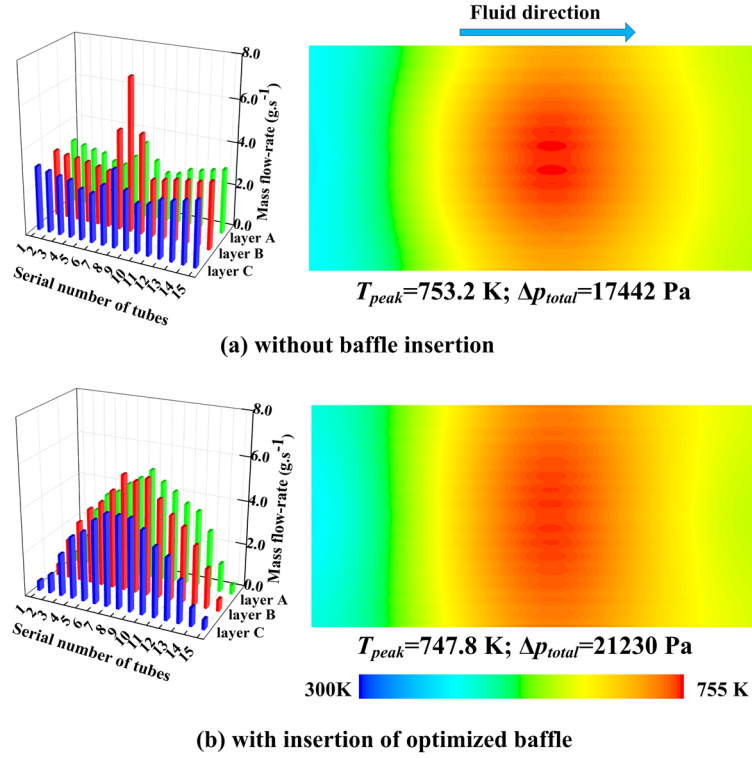 Fluid direction
8.0
6.0
4.0
2.0
0.0
Mass flow-rate (g.s⁻¹)
layer A
layer B
layer C
1
2
3
4
5
6
7
8
9
10
11
12
13
14
15
Serial number of tubes
T_peak=753.2 K; Δp_total=17442 Pa
(a) without baffle insertion
8.0
6.0
4.0
2.0
0.0
Mass flow-rate (g.s⁻¹)
layer A
layer B
layer C
1
2
3
4
5
6
7
8
9
10
11
12
13
14
15
Serial number of tubes
T_peak=747.8 K; Δp_total=21230 Pa
300K
755 K
(b) with insertion of optimized baffle